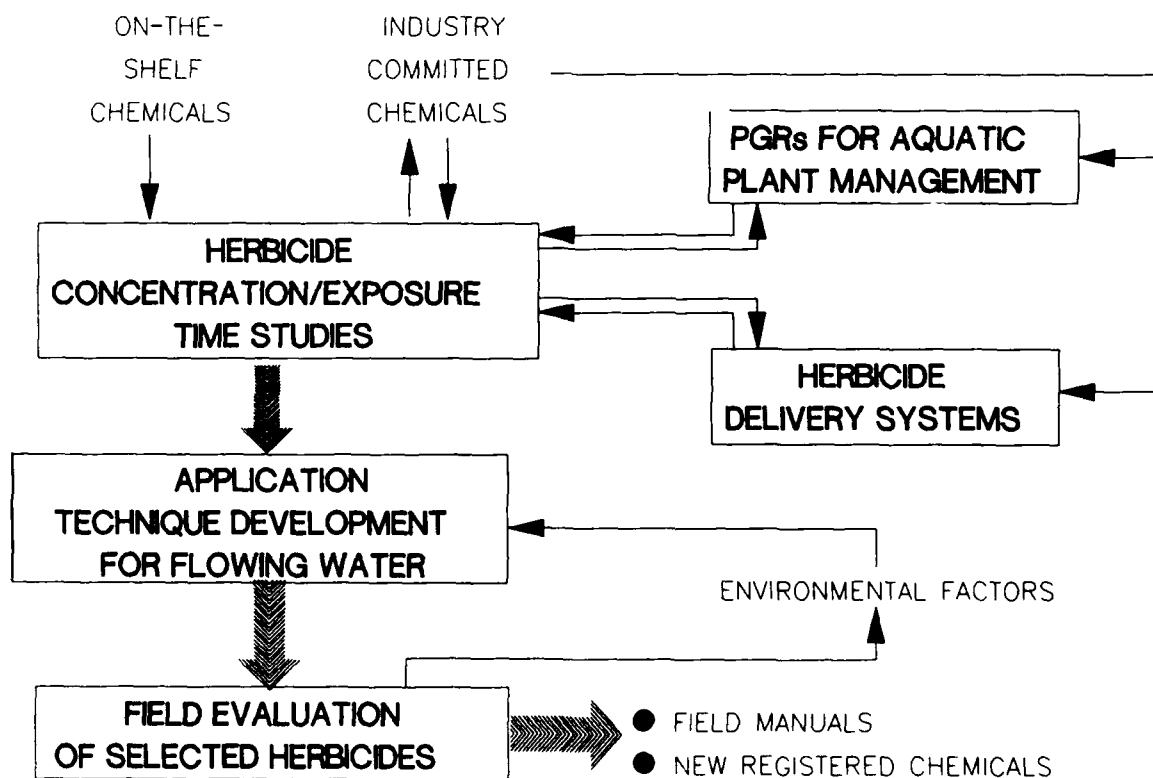 ON-THE-
SHELF
CHEMICALS
INDUSTRY
COMMITTED
CHEMICALS
PGRs FOR AQUATIC
PLANT MANAGEMENT
HERBICIDE
CONCENTRATION/EXPOSURE
TIME STUDIES
HERBICIDE
DELIVERY SYSTEMS
APPLICATION
TECHNIQUE DEVELOPMENT
FOR FLOWING WATER
ENVIRONMENTAL FACTORS
FIELD EVALUATION
OF SELECTED HERBICIDES
● FIELD MANUALS
● NEW REGISTERED CHEMICALS